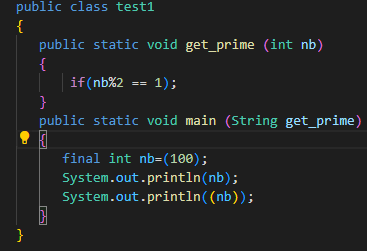 public class test1
{
public static void get_prime (int nb)
{
if(nb%2 == 1);
}
public static void main (String get_prime)
{
final int nb=(100);
System.out.println(nb);
System.out.println((nb));
}
}